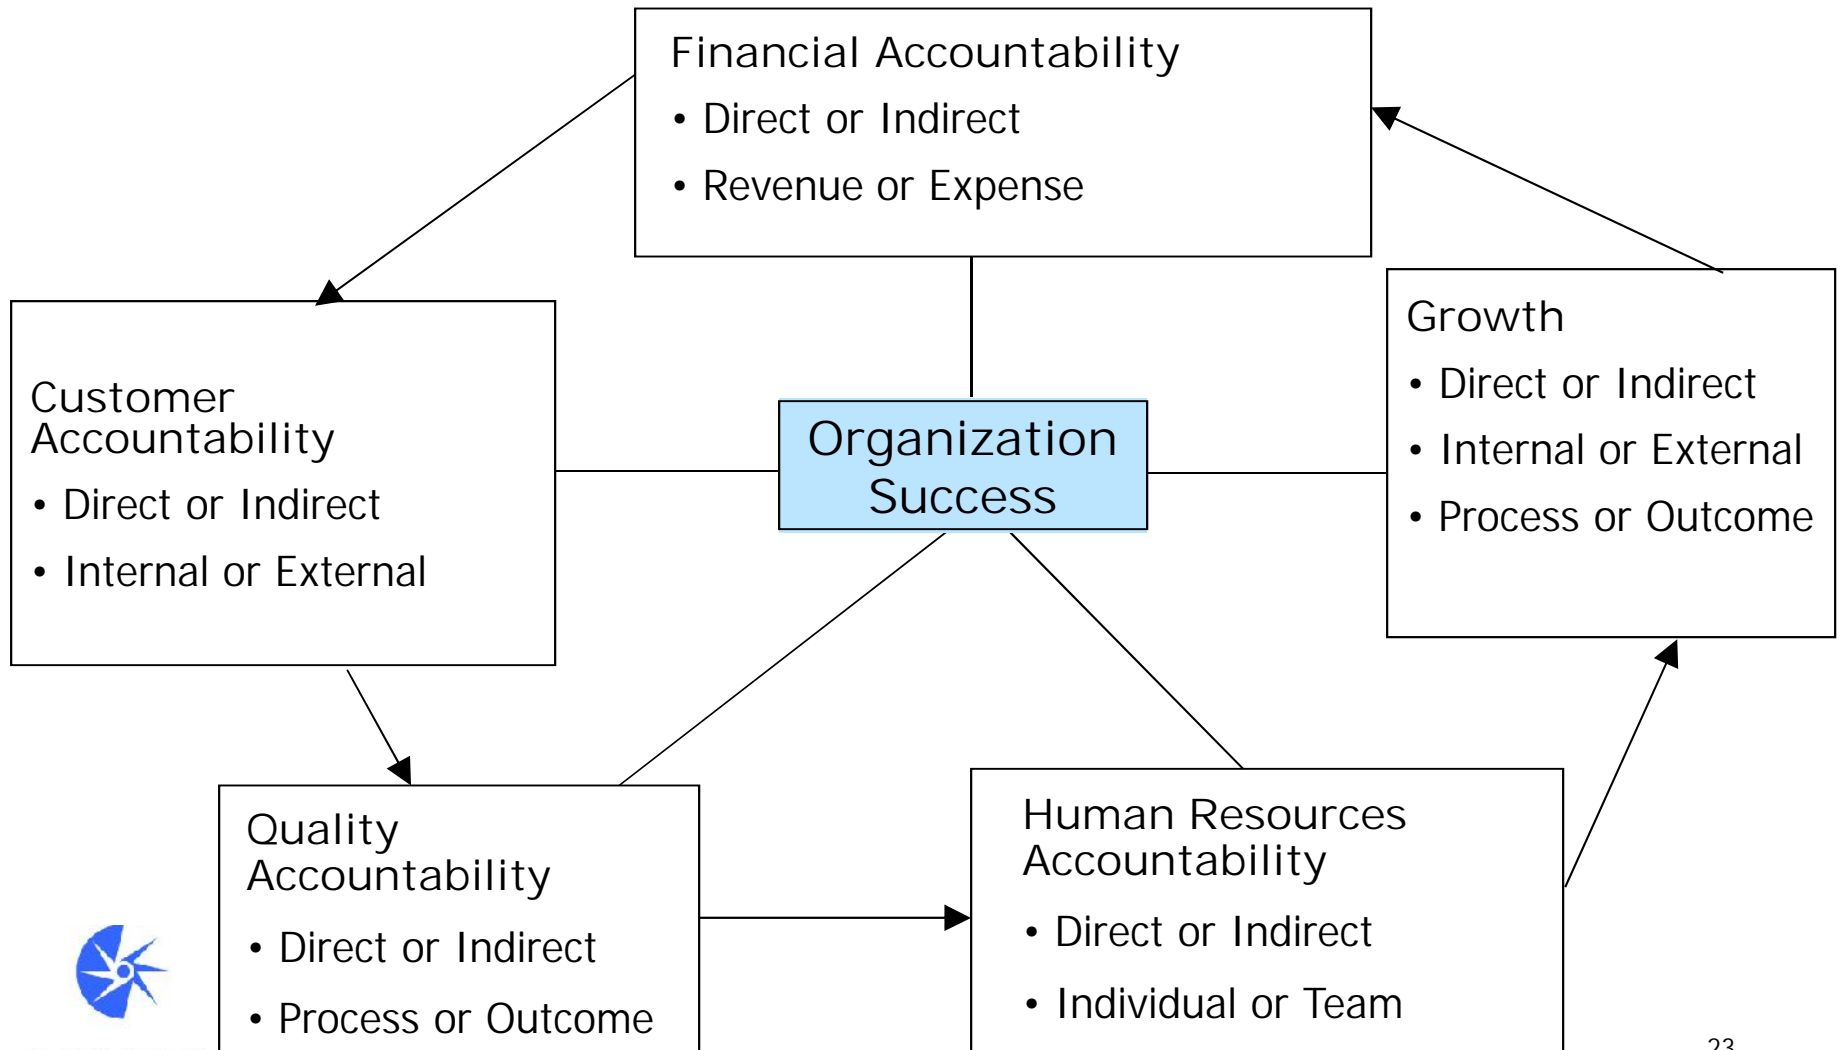 Financial Accountability
• Direct or Indirect
• Revenue or Expense
Customer
Accountability
• Direct or Indirect
• Internal or External
Organization
Success
Growth
• Direct or Indirect
• Internal or External
• Process or Outcome
Quality
Accountability
• Direct or Indirect
• Process or Outcome
Human Resources
Accountability
• Direct or Indirect
• Individual or Team
23